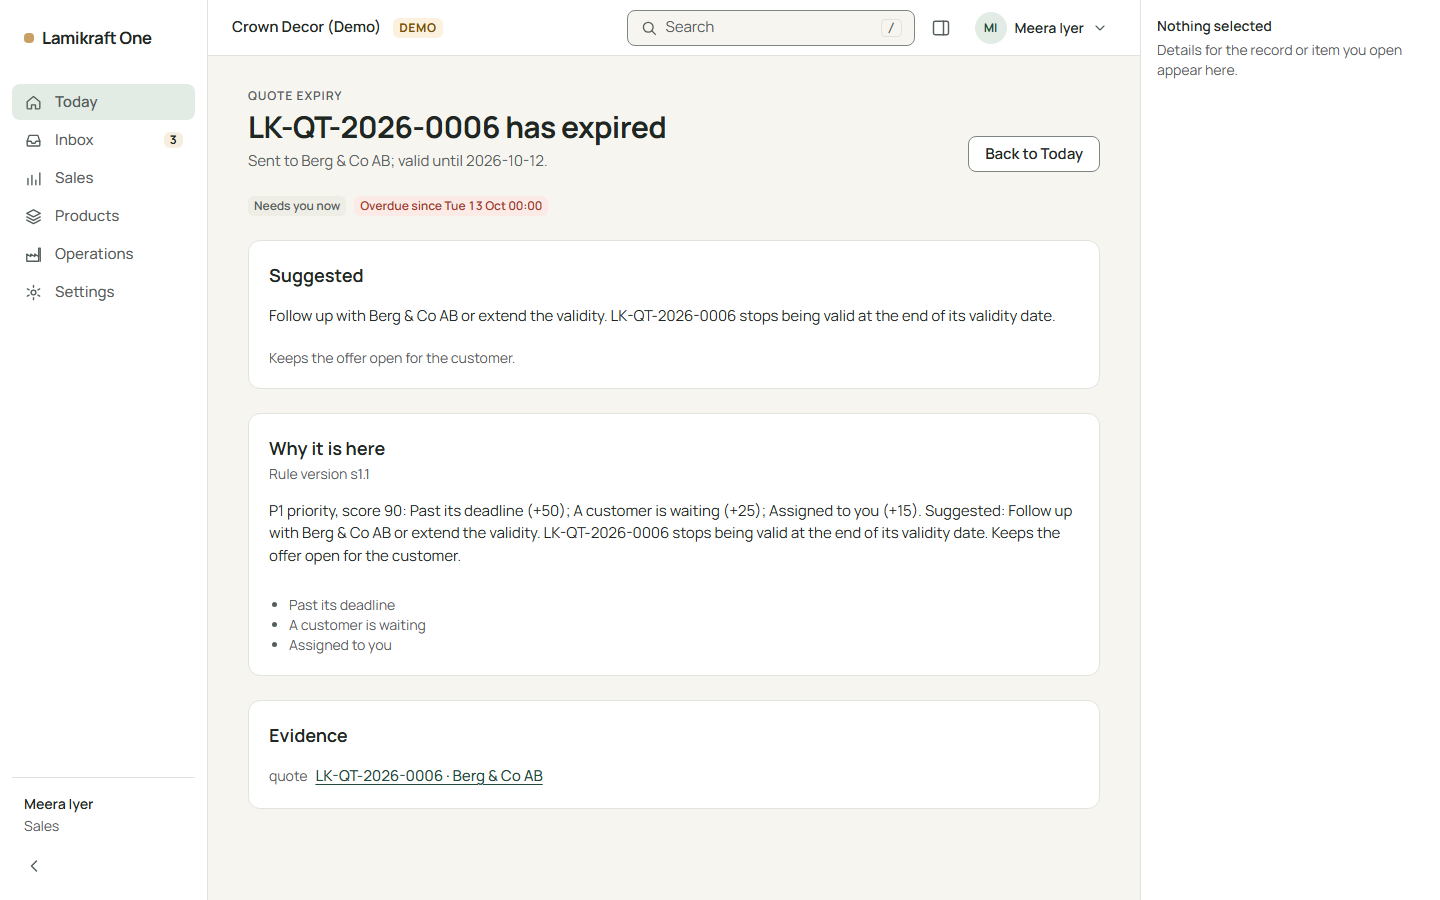 Lamikraft One
Today
Inbox 3
Sales
Products
Operations
Settings
Meera Iyer
Sales
Crown Decor (Demo) DEMO
Search /
MI Meera Iyer
QUOTE EXPIRY
LK-QT-2026-0006 has expired
Sent to Berg & Co AB; valid until 2026-10-12.
Back to Today
Needs you now Overdue since Tue 13 Oct 00:00
Suggested
Follow up with Berg & Co AB or extend the validity. LK-QT-2026-0006 stops being valid at the end of its validity date.
Keeps the offer open for the customer.
Why it is here
Rule version s1.1
P1 priority, score 90: Past its deadline (+50); A customer is waiting (+25); Assigned to you (+15). Suggested: Follow up
with Berg & Co AB or extend the validity. LK-QT-2026-0006 stops being valid at the end of its validity date. Keeps the
offer open for the customer.
Past its deadline
A customer is waiting
Assigned to you
Evidence
quote LK-QT-2026-0006 · Berg & Co AB
Nothing selected
Details for the record or item you open
appear here.